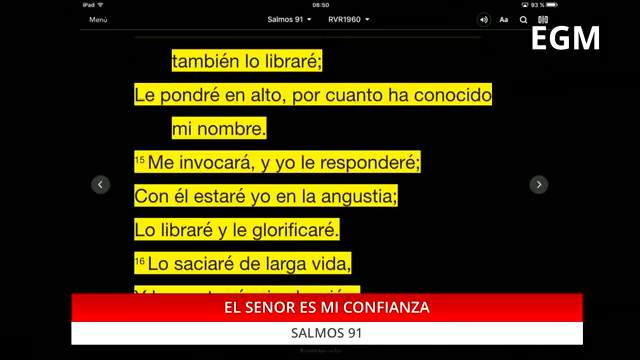 iPad
08:50
93 %
Menú
Salmos 91
RVR1960
Aa
EGM
también lo libraré;
Le pondré en alto, por cuanto ha conocido
mi nombre.
15 Me invocará, y yo le responderé;
Con él estaré yo en la angustia;
Lo libraré y le glorificaré.
16 Lo saciaré de larga vida,
EL SENOR ES MI CONFIANZA
SALMOS 91